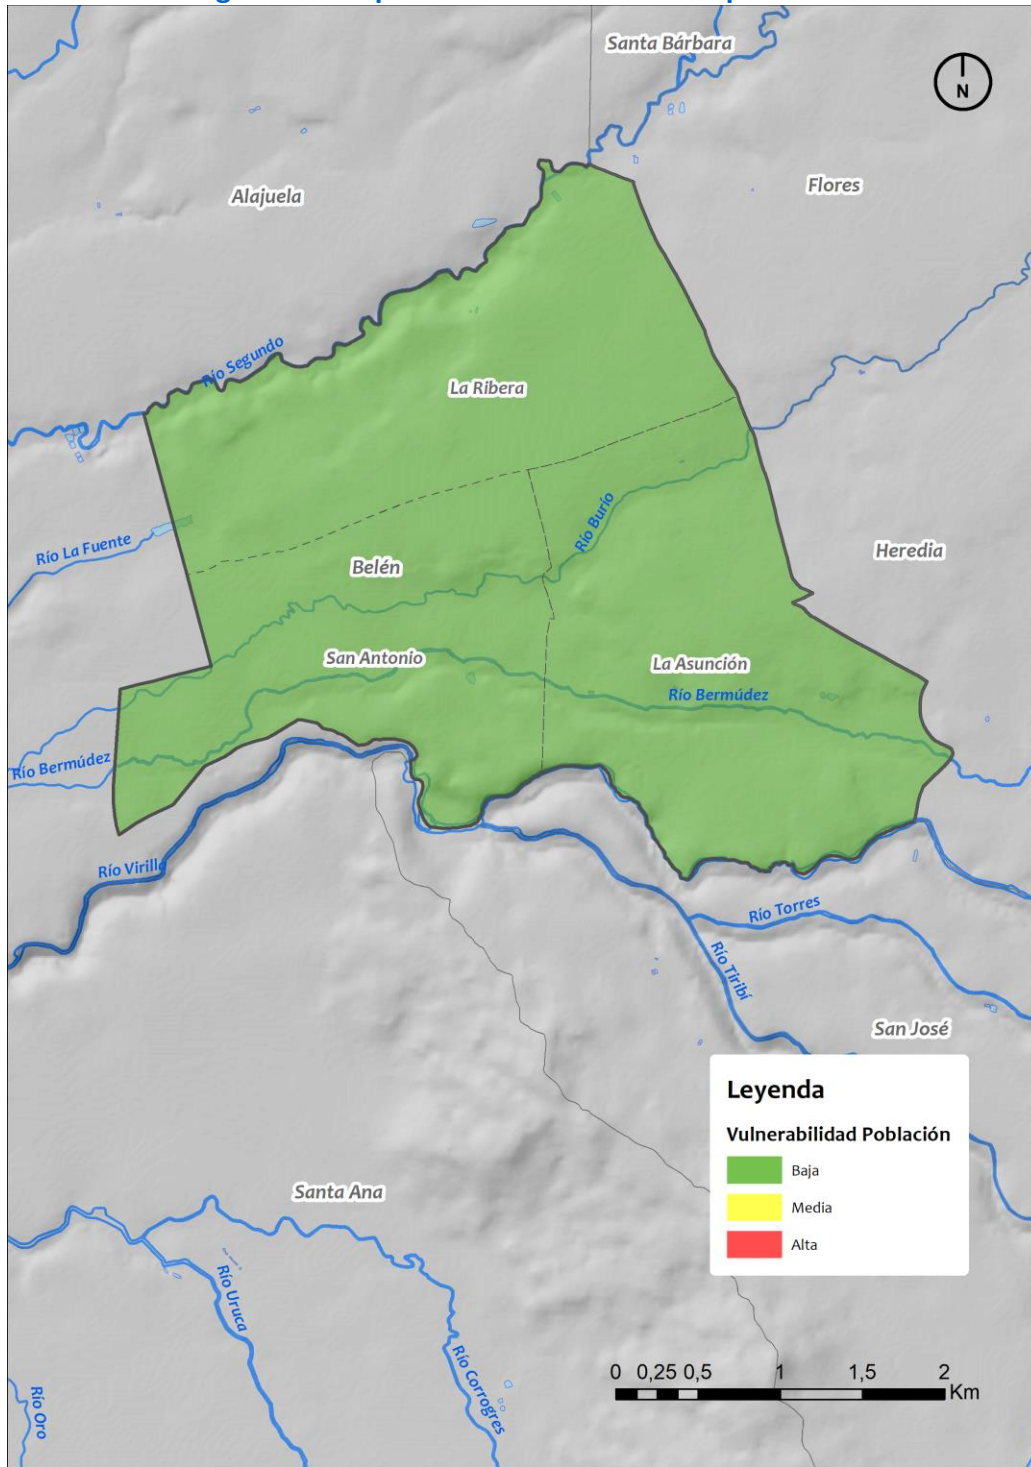 Santa Bárbara
N
Alajuela
Flores
Río Segundo
La Ribera
Río Burío
Río La Fuente
Belén
Heredia
San Antonio
La Asunción
Río Bermúdez
Río Bermúdez
Río Virilla
Río Torres
Río Tiribí
San José
Leyenda
Vulnerabilidad Población
Baja
Media
Alta
Santa Ana
Río Uruca
Río Corrogres
Río Oro
0 0,25 0,5 1 1,5 2
Km